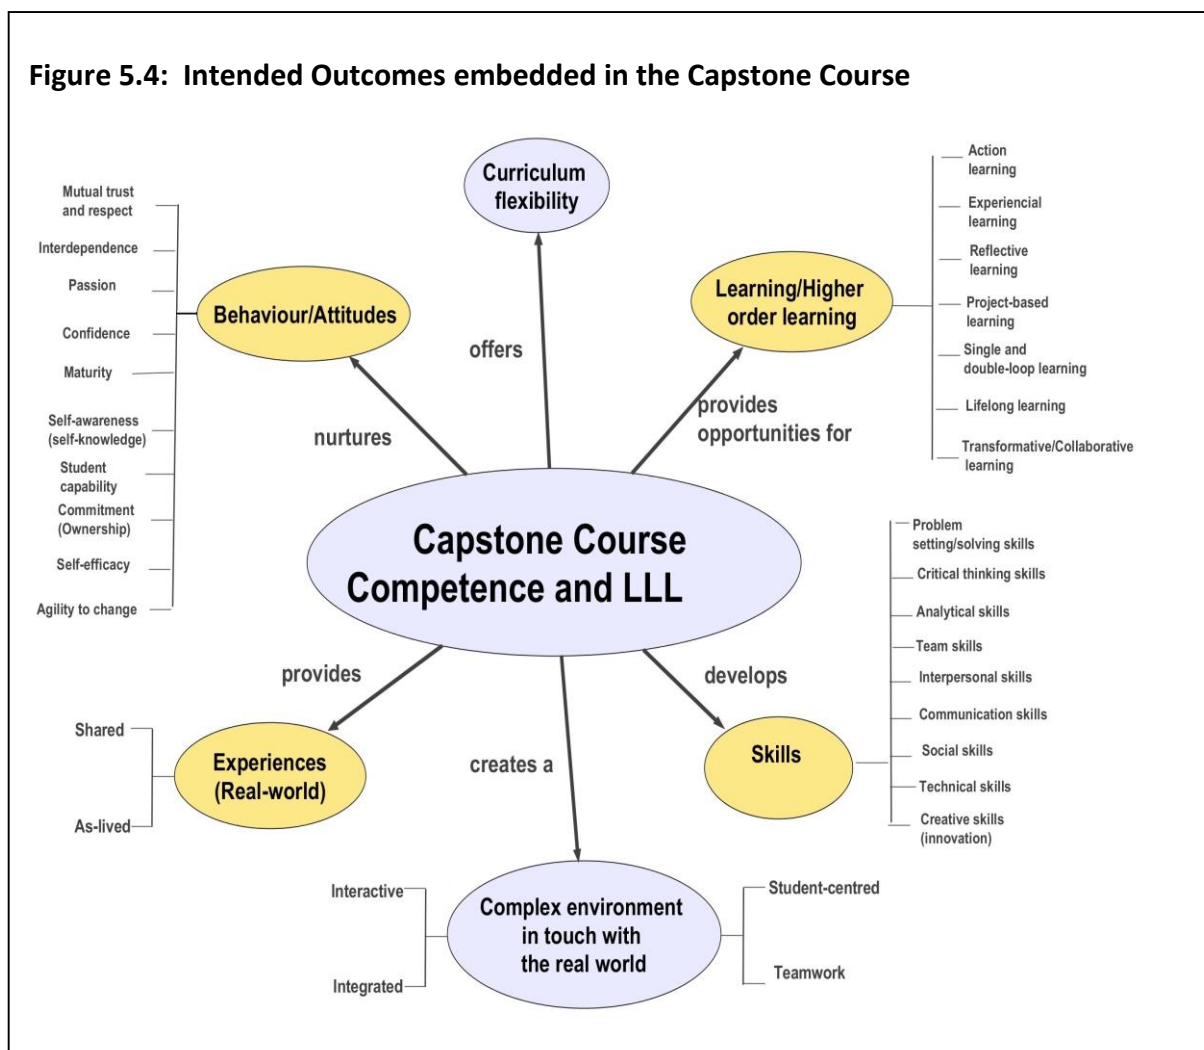 Figure 5.4: Intended Outcomes embedded in the Capstone Course
Curriculum
flexibility
offers
Mutual trust
and respect
Interdependence
Passion
Confidence
Maturity
Self-awareness
(self-knowledge)
Student
capability
Commitment
(Ownership)
Self-efficacy
Agility to change
Behaviour/Attitudes
nurtures
Learning/Higher
order learning
provides
opportunities for
Action
learning
Experiencial
learning
Reflective
learning
Project-based
learning
Single and
double-loop learning
Lifelong learning
Transformative/Collaborative
learning
Capstone Course
Competence and LLL
provides
Experiences
(Real-world)
Shared
As-lived
develops
Skills
Problem
setting/solving skills
Critical thinking skills
Analytical skills
Team skills
Interpersonal skills
Communication skills
Social skills
Technical skills
Creative skills
(innovation)
creates a
Complex environment
in touch with
the real world
Interactive
Integrated
Student-centred
Teamwork